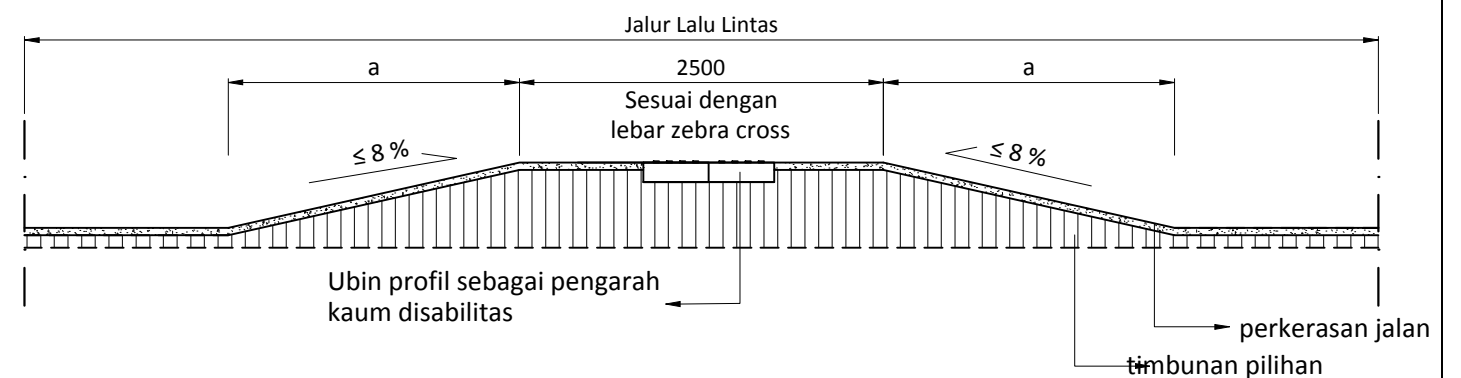 Jalur Lalu Lintas
a
2500
a
Sesuai dengan
lebar zebra cross
≤ 8 %
≤ 8 %
Ubin profil sebagai pengarah
kaum disabilitas
perkerasan jalan
timbunan pilihan